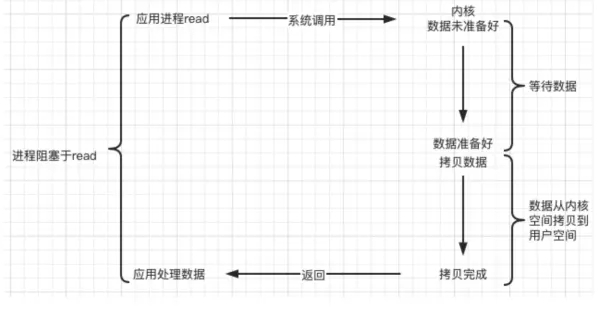 应用进程read
系统调用
内核
数据未准备好
等待数据
数据准备好
拷贝数据
进程阻塞于read
数据从内核
空间拷贝到
用户空间
应用处理数据
返回
拷贝完成